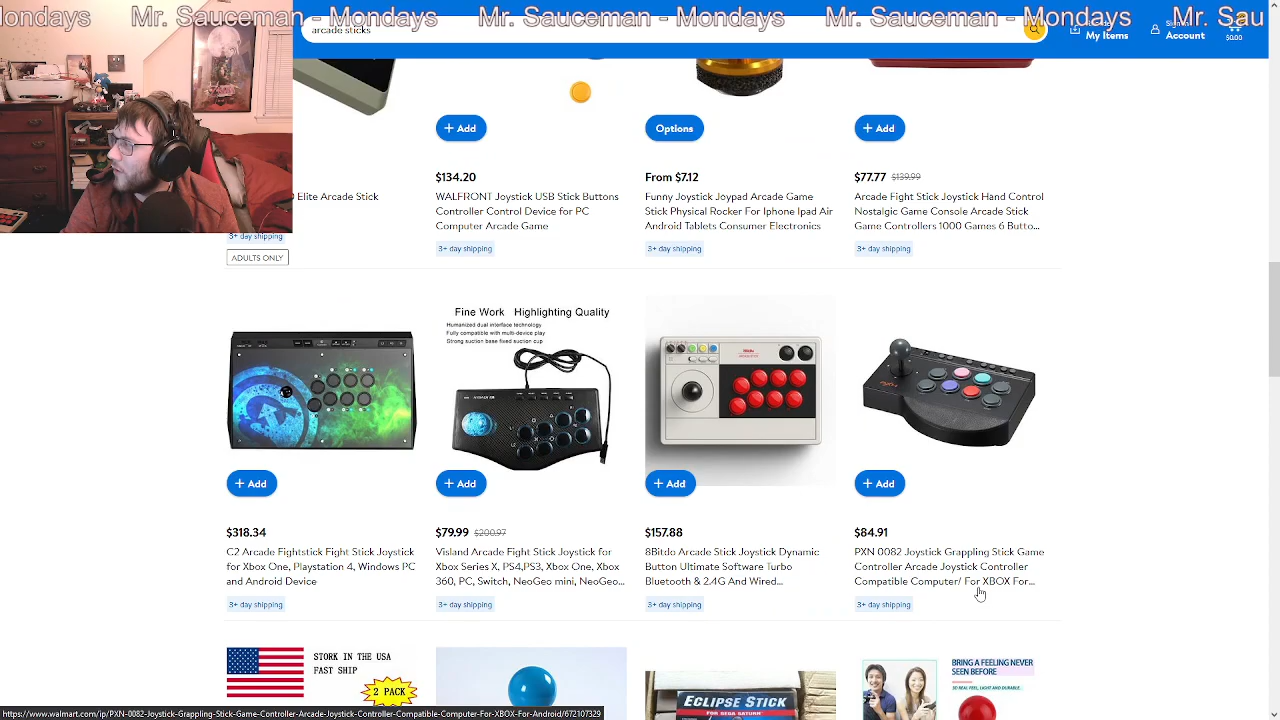 ondays Mr. Sauceman - Mondays Mr. Sauceman - Mondays Mr. Sauceman - Mondays Mr. Sau
arcade sticks
My Items
Account
$0.00
+ Add
Options
+ Add
Elite Arcade Stick
3+ day shipping
ADULTS ONLY
$134.20
WALFRONT Joystick USB Stick Buttons
Controller Control Device for PC
Computer Arcade Game
3+ day shipping
From $7.12
Funny Joystick Joypad Arcade Game
Stick Physical Rocker For Iphone Ipad Air
Android Tablets Consumer Electronics
3+ day shipping
$77.77 $139.99
Arcade Fight Stick Joystick Hand Control
Nostalgic Game Console Arcade Stick
Game Controllers 1000 Games 6 Butto...
3+ day shipping
Fine Work Highlighting Quality
Humanized dual interface technology
Fully compatible with multi-device play
Strong suction base fixed suction cup
+ Add
+ Add
+ Add
+ Add
$318.34
C2 Arcade Fightstick Fight Stick Joystick
for Xbox One, Playstation 4, Windows PC
and Android Device
3+ day shipping
$79.99 $200.97
Visland Arcade Fight Stick Joystick for
Xbox Series X, PS4,PS3, Xbox One, Xbox
360, PC, Switch, NeoGeo mini, NeoGeo...
3+ day shipping
$157.88
8Bitdo Arcade Stick Joystick Dynamic
Button Ultimate Software Turbo
Bluetooth & 2.4G And Wired...
3+ day shipping
$84.91
PXN 0082 Joystick Grappling Stick Game
Controller Arcade Joystick Controller
Compatible Computer/ For XBOX For...
3+ day shipping
STORK IN THE USA
FAST SHIP
2 PACK
ECLIPSE STICK
FOR SEGA SATURN
BRING A FEELING NEVER
SEEN BEFORE
SO REAL FEEL, LIGHT AND DURABLE.
https://www.walmart.com/ip/PXN-0082-Joystick-Grappling-Stick-Game-Controller-Arcade-Joystick-Controller-Compatible-Computer-For-XBOX-For-Android/672107329